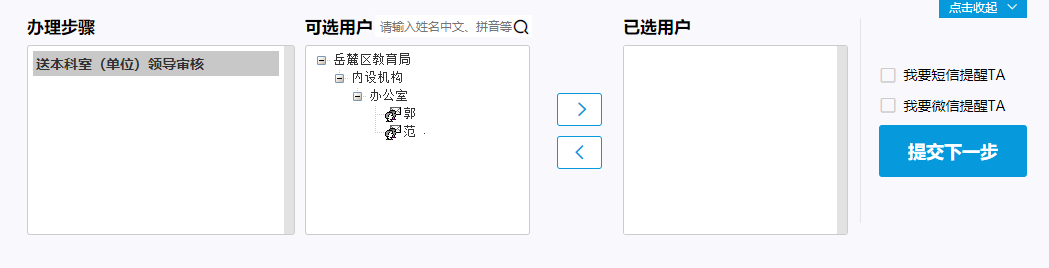 点击收起
办理步骤
可选用户
请输入姓名中文、拼音等
已选用户
送本科室（单位）领导审核
岳麓区教育局
内设机构
办公室
郭
范
我要短信提醒TA
我要微信提醒TA
提交下一步